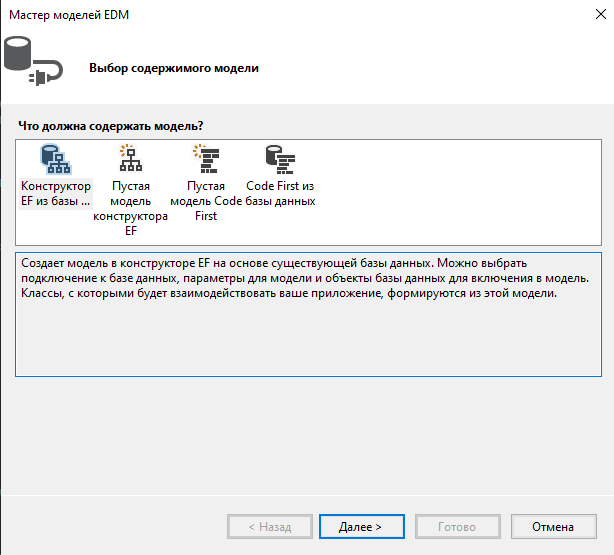 Мастер моделей EDM
Выбор содержимого модели
Что должна содержать модель?
Конструктор
EF из базы ...
Пустая
модель
конструктора
EF
Пустая
модель Code
First
Code First из
базы данных
Создает модель в конструкторе EF на основе существующей базы данных. Можно выбрать
подключение к базе данных, параметры для модели и объекты базы данных для включения в модель.
Классы, с которыми будет взаимодействовать ваше приложение, формируются из этой модели.
< Назад
Далее >
Готово
Отмена